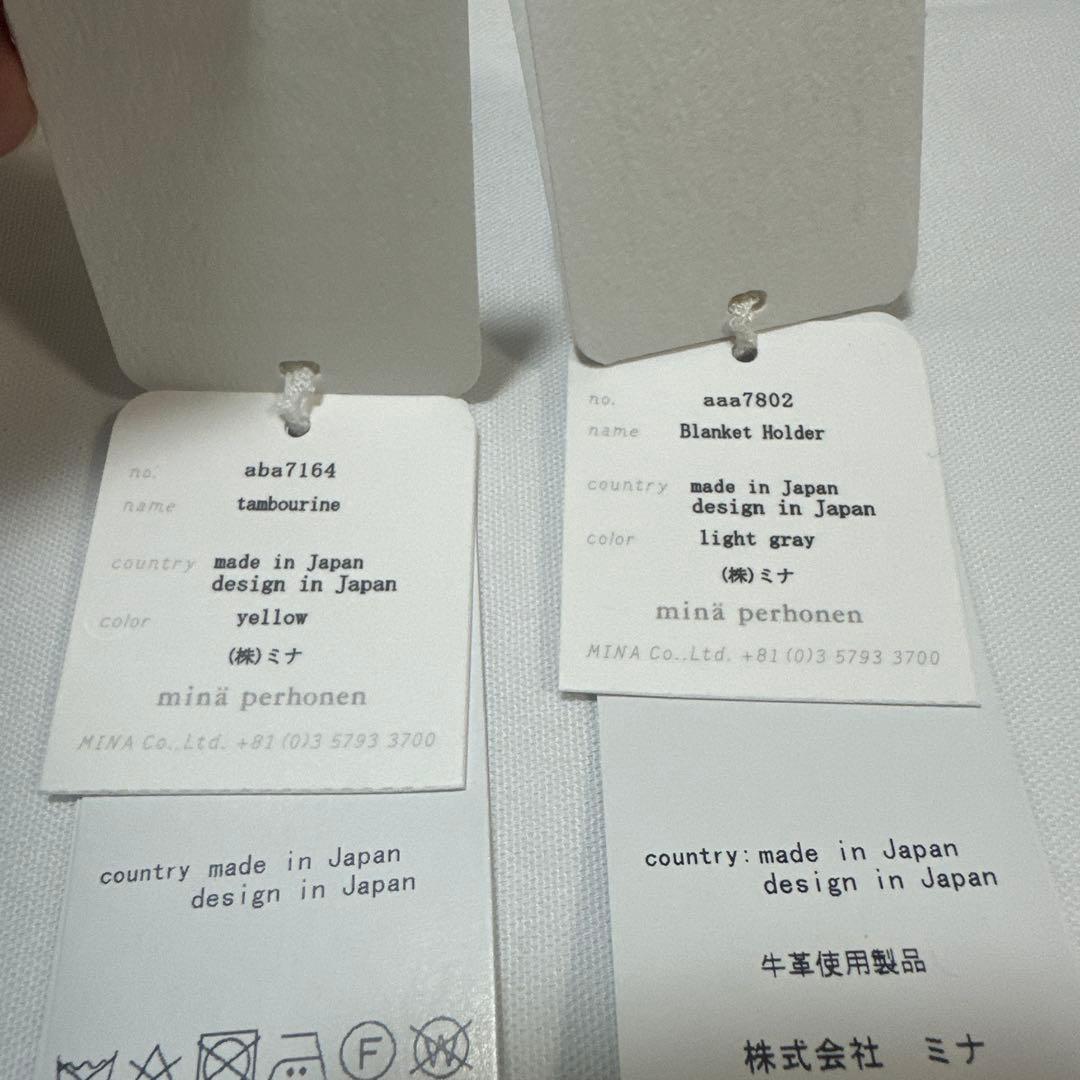 no. aba7164
name tambourine
country made in Japan
design in Japan
color yellow
(株)ミナ
minä perhonen
MINA Co.,Ltd. +81 (0)3 5793 3700
country made in Japan
design in Japan
F
W
no. aaa7802
name Blanket Holder
country made in Japan
design in Japan
color light gray
(株)ミナ
minä perhonen
MINA Co.,Ltd. +81 (0)3 5793 3700
country: made in Japan
design in Japan
牛革使用製品
株式会社 ミナ